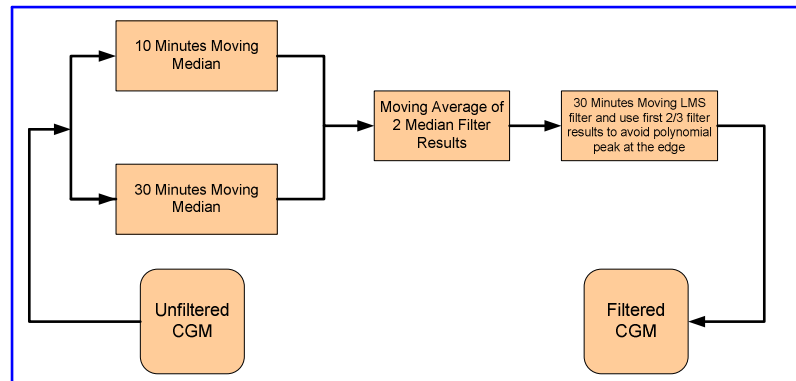 10 Minutes Moving
Median
30 Minutes Moving
Median
Moving Average of
2 Median Filter
Results
30 Minutes Moving LMS
filter and use first 2/3 filter
results to avoid polynomial
peak at the edge
Unfiltered
CGM
Filtered
CGM